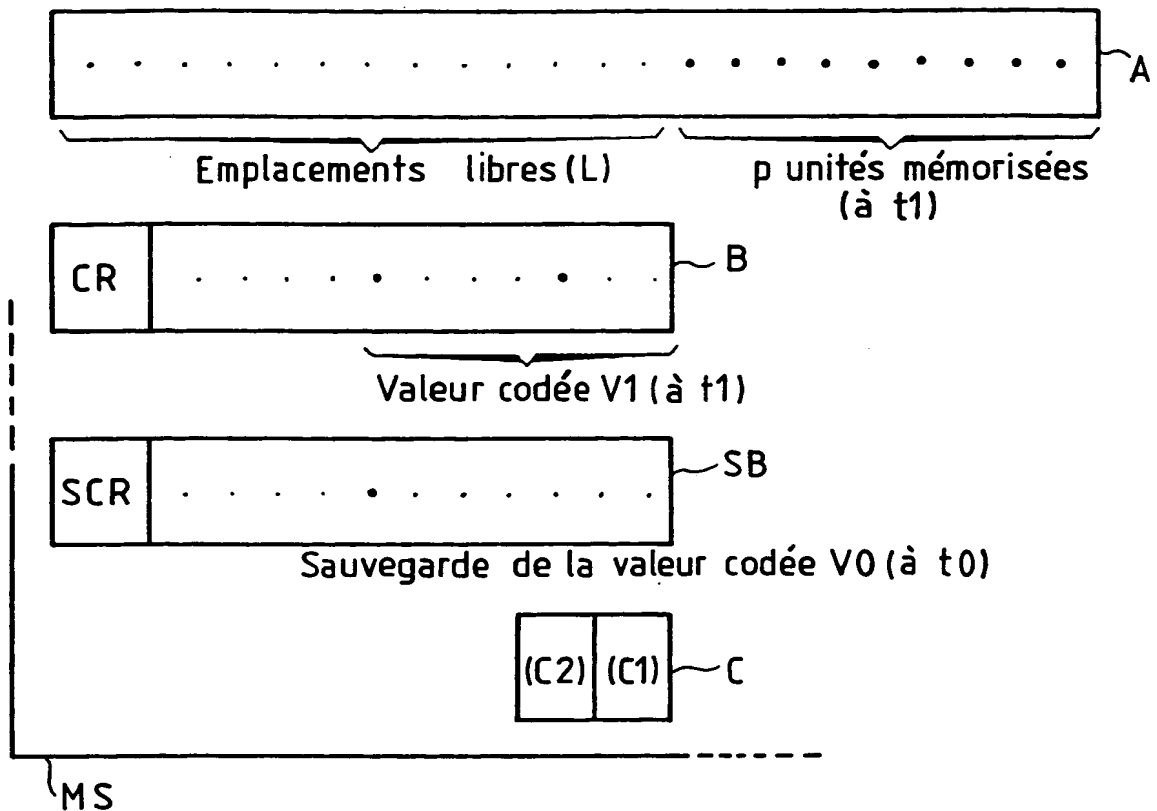 A
Emplacements libres (L)
p unités mémorisées
(à t1)
CR
B
Valeur codée V1 (à t1)
SCR
SB
Sauvegarde de la valeur codée V0 (à t0)
(C2) (C1) C
MS